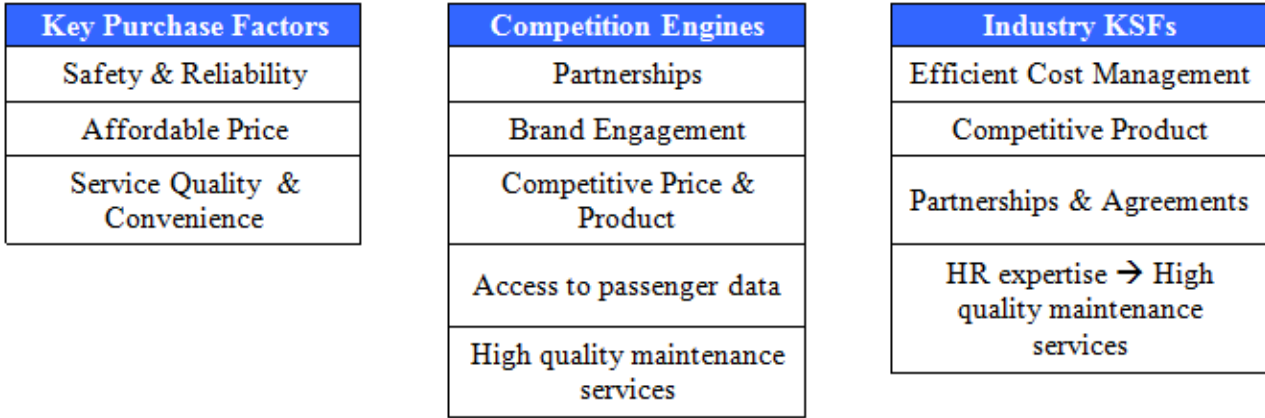 Key Purchase Factors
Safety & Reliability
Affordable Price
Service Quality &
Convenience
Competition Engines
Partnerships
Brand Engagement
Competitive Price &
Product
Access to passenger data
High quality maintenance
services
Industry KSFs
Efficient Cost Management
Competitive Product
Partnerships & Agreements
HR expertise → High
quality maintenance
services